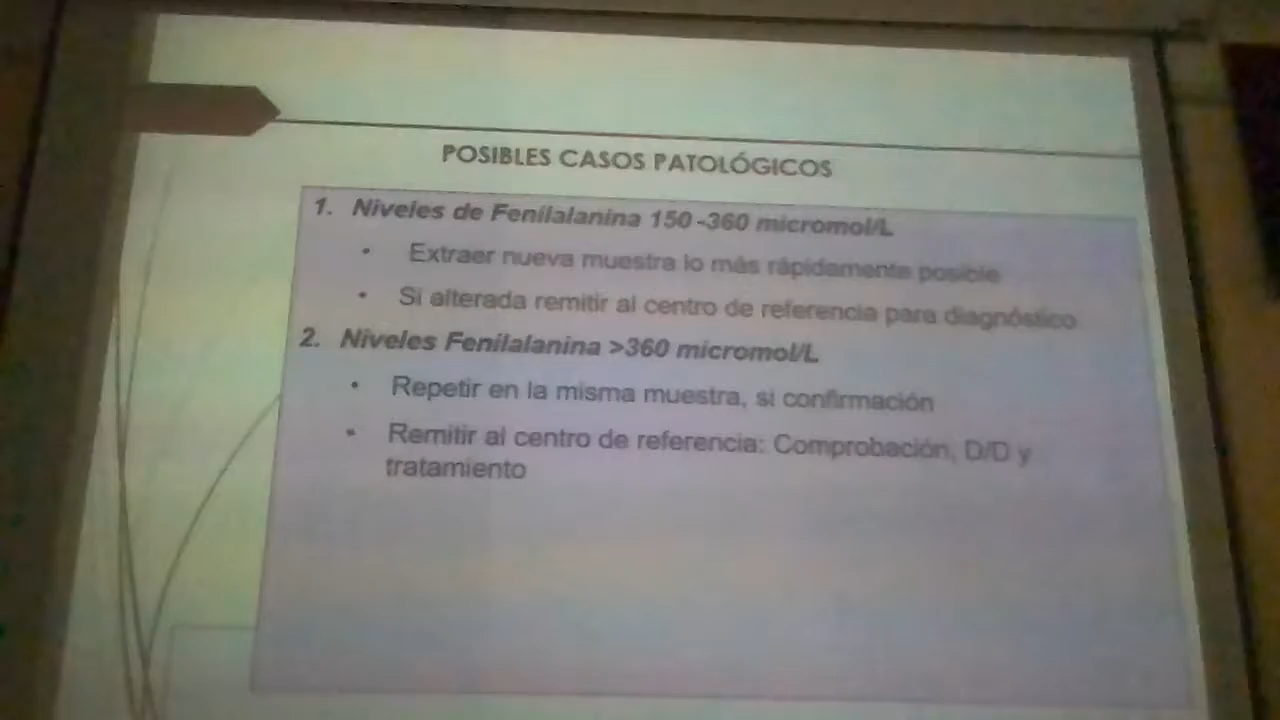 POSIBLES CASOS PATOLÓGICOS
1. Niveles de Fenilalanina 150-360 micromol/L
• Extraer nueva muestra lo más rápidamente posible
• Si alterada remitir al centro de referencia para diagnóstico
2. Niveles Fenilalanina >360 micromol/L
• Repetir en la misma muestra, si confirmación
• Remitir al centro de referencia: Comprobación, D/D y
tratamiento